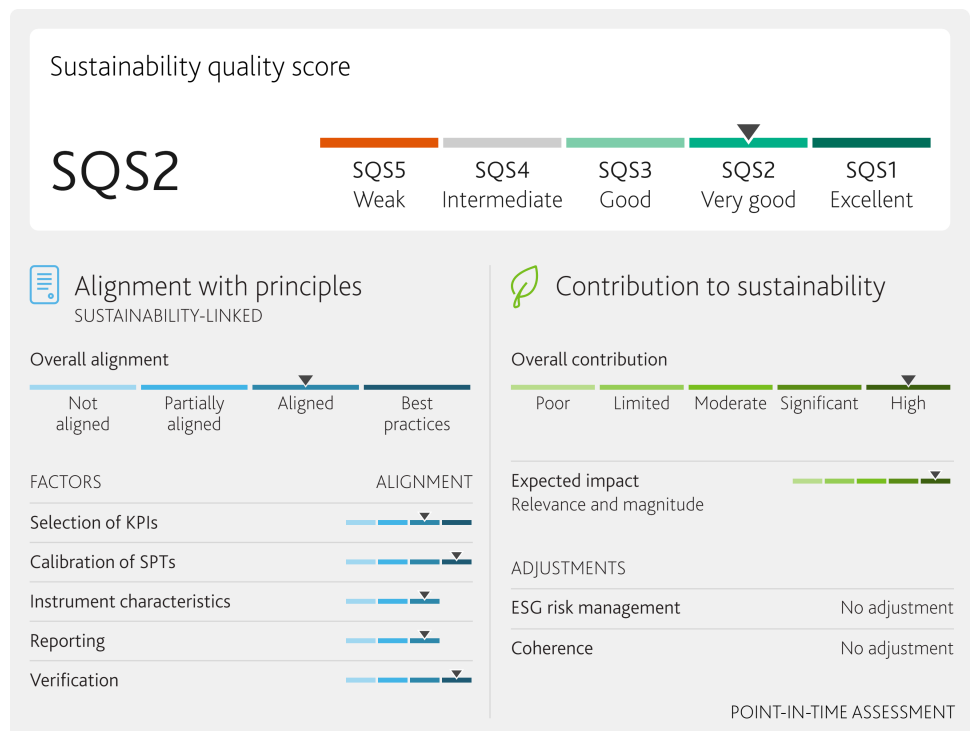 Sustainability quality score
SQS2
SQS5
Weak
SQS4
Intermediate
SQS3
Good
SQS2
Very good
SQS1
Excellent
Alignment with principles
SUSTAINABILITY-LINKED
Overall alignment
Not
aligned
Partially
aligned
Aligned
Best
practices
FACTORS ALIGNMENT
Selection of KPIs
Calibration of SPTs
Instrument characteristics
Reporting
Verification
Contribution to sustainability
Overall contribution
Poor
Limited
Moderate
Significant
High
Expected impact
Relevance and magnitude
ADJUSTMENTS
ESG risk management No adjustment
Coherence No adjustment
POINT-IN-TIME ASSESSMENT